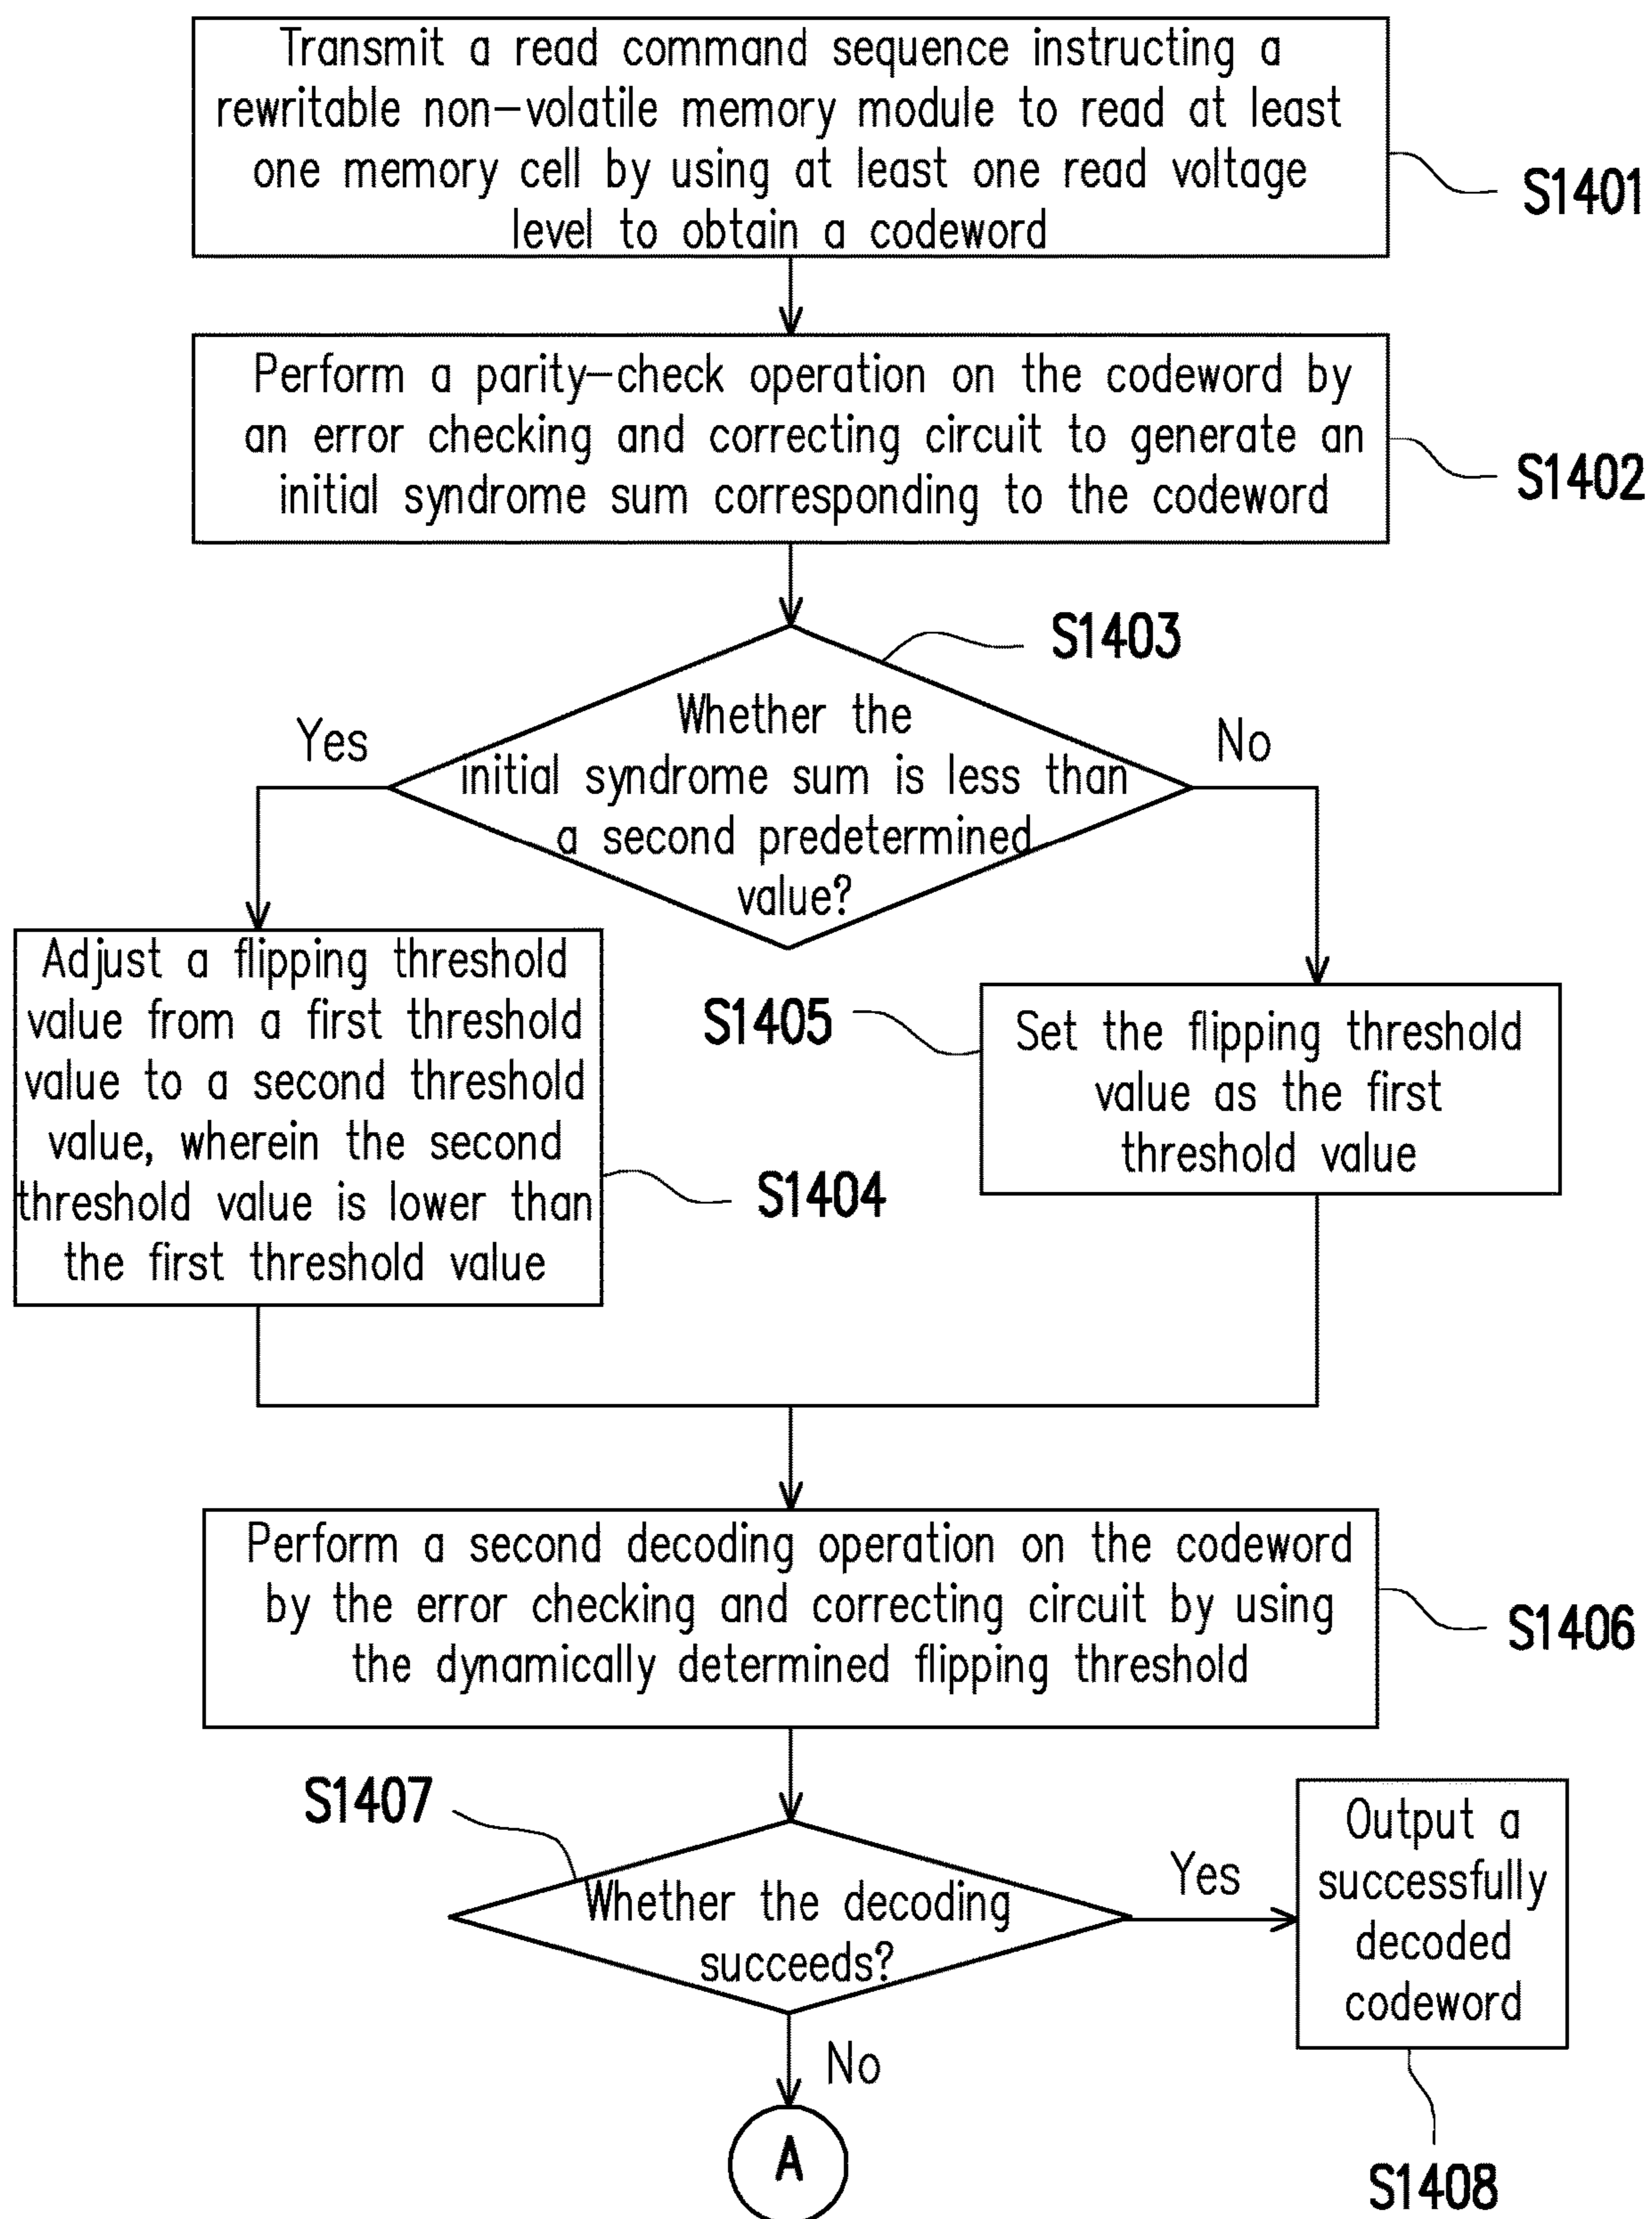 Transmit a read command sequence instructing a
rewritable non-volatile memory module to read at least
one memory cell by using at least one read voltage
level to obtain a codeword
S1401
Perform a parity-check operation on the codeword by
an error checking and correcting circuit to generate an
initial syndrome sum corresponding to the codeword
S1402
S1403
Whether the
initial syndrome sum is less than
a second predetermined
value?
Yes
No
Adjust a flipping threshold
value from a first threshold
value to a second threshold
value, wherein the second
threshold value is lower than
the first threshold value
S1404
S1405
Set the flipping threshold
value as the first
threshold value
Perform a second decoding operation on the codeword
by the error checking and correcting circuit by using
the dynamically determined flipping threshold
S1406
S1407
Whether the decoding
succeeds?
Yes
Output a
successfully
decoded
codeword
S1408
No
A